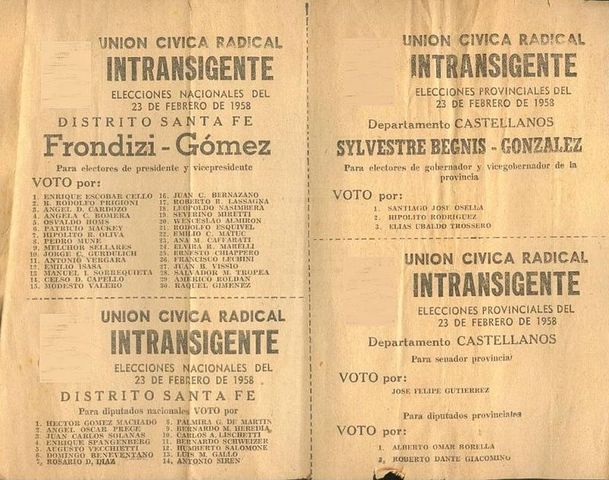 UNION CIVICA RADICAL
INTRANSIGENTE
ELECCIONES NACIONALES DEL
23 DE FEBRERO DE 1958
DISTRITO SANTA FE
Frondizi - Gómez
Para electores de presidente y vicepresidente
VOTO por:
1. ENRIQUE ESCOBAR CELLO
2. R. RODOLFO PRIGIONI
3. ANGEL D. CARDOZO
4. ANGELA C. ROMERA
5. OSVALDO HOMS
6. PATRICIO MACKEY
7. HIPOLITO R. OLIVA
8. PEDRO MUNE
9. MELCHOR SELLARES
10. JORGE C. GURDULICH
11. ANTONIO VERGARA
12. EMILIO ISASA
13. MANUEL I. SORREQUIETA
14. CELSO D. CAPELLO
15. MODESTO VALERO
16. JUAN C. BERNAZANO
17. ROBERTO R. LASSAGNA
18. LEOPOLDO NASIMBERA
19. SEVERINO MIRETTI
20. WENCESLAO ALMIRON
21. RODOLFO ESQUIVEL
22. EMILIO C. MATIC
23. ANA M. CAFFARATI
24. ELVIRA R. MARELLI
25. ERNESTO CHIAPPERO
26. FRANCISCO LICHINI
27. JUAN B. VISSIO
28. SALVADOR M. TROPEA
29. AMERICO ROLDAN
30. RAQUEL GIMENEZ
UNION CIVICA RADICAL
INTRANSIGENTE
ELECCIONES NACIONALES DEL
23 DE FEBRERO DE 1958
DISTRITO SANTA FE
Para diputados nacionales VOTO por
1. HECTOR GOMEZ MACHADO
2. ANGEL OSCAR PRECE
3. JUAN CARLOS SOLANAS
4. ENRIQUE SPANGENBERG
5. AUGUSTO VECCHIETTI
6. DOMINGO BENEVENTANO
7. ROSARIO D. DIAZ
8. PALMIRA G. DE MARTIN
9. BERNARDO M. HEREDIA
10. CARLOS A. LISCHETTI
11. BERNARDO SCHWEIZER
12. HUMBERTO SALOMONE
13. LUIS M. GALLO
14. ANTONIO SIREN
UNION CIVICA RADICAL
INTRANSIGENTE
ELECCIONES PROVINCIALES DEL
23 DE FEBRERO DE 1958
Departamento CASTELLANOS
SYLVESTRE BEGNIS - GONZALEZ
Para electores de gobernador y vicegobernador de la
provincia
VOTO por:
1. SANTIAGO JOSE OSELLA
2. HIPOLITO RODRIGUEZ
3. ELIAS UBALDO TROSSERO
UNION CIVICA RADICAL
INTRANSIGENTE
ELECCIONES PROVINCIALES DEL
23 DE FEBRERO DE 1958
Departamento CASTELLANOS
Para senador provincial
VOTO por:
JOSE FELIPE GUTIERREZ
Para diputados provinciales
VOTO por:
1. ALBERTO OMAR BORELLA
2. ROBERTO DANTE GIACOMINO